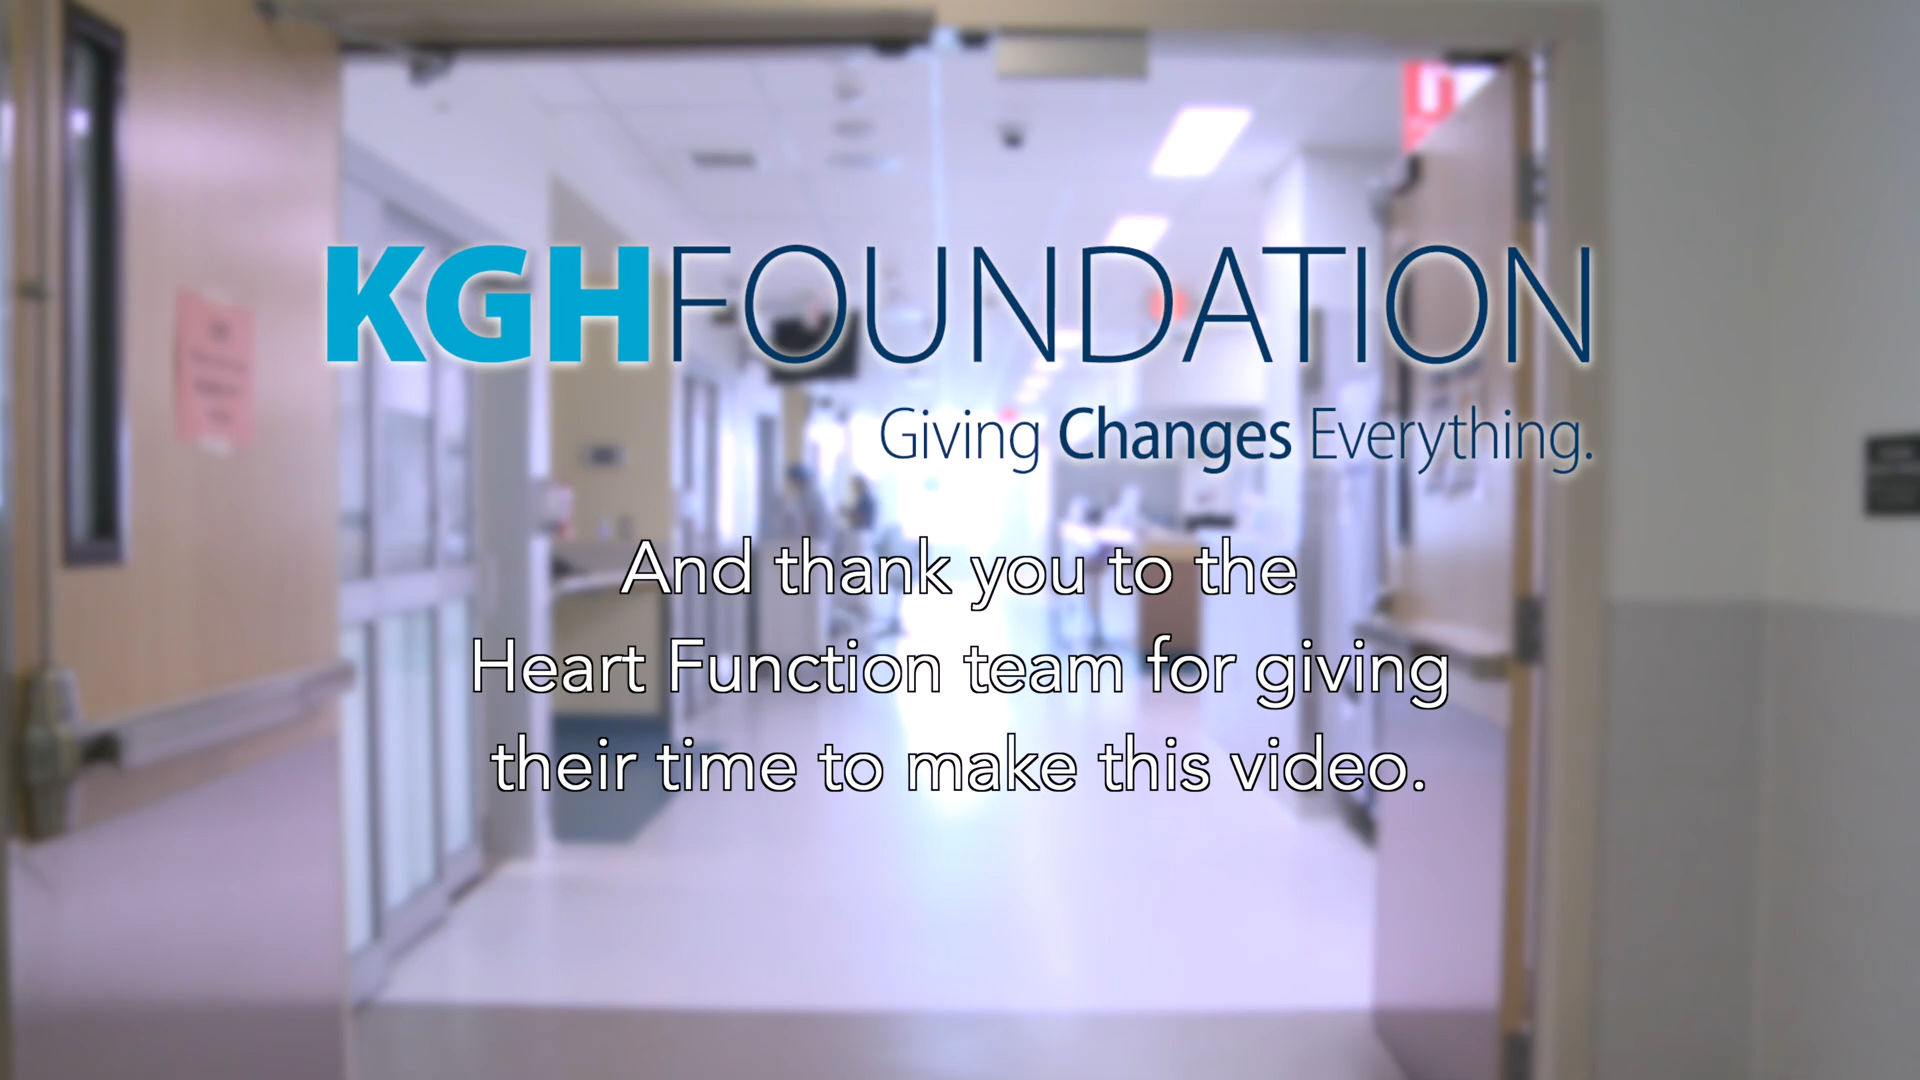 KGHFOUNDATION
Giving Changes Everything.
And thank you to the
Heart Function team for giving
their time to make this video.